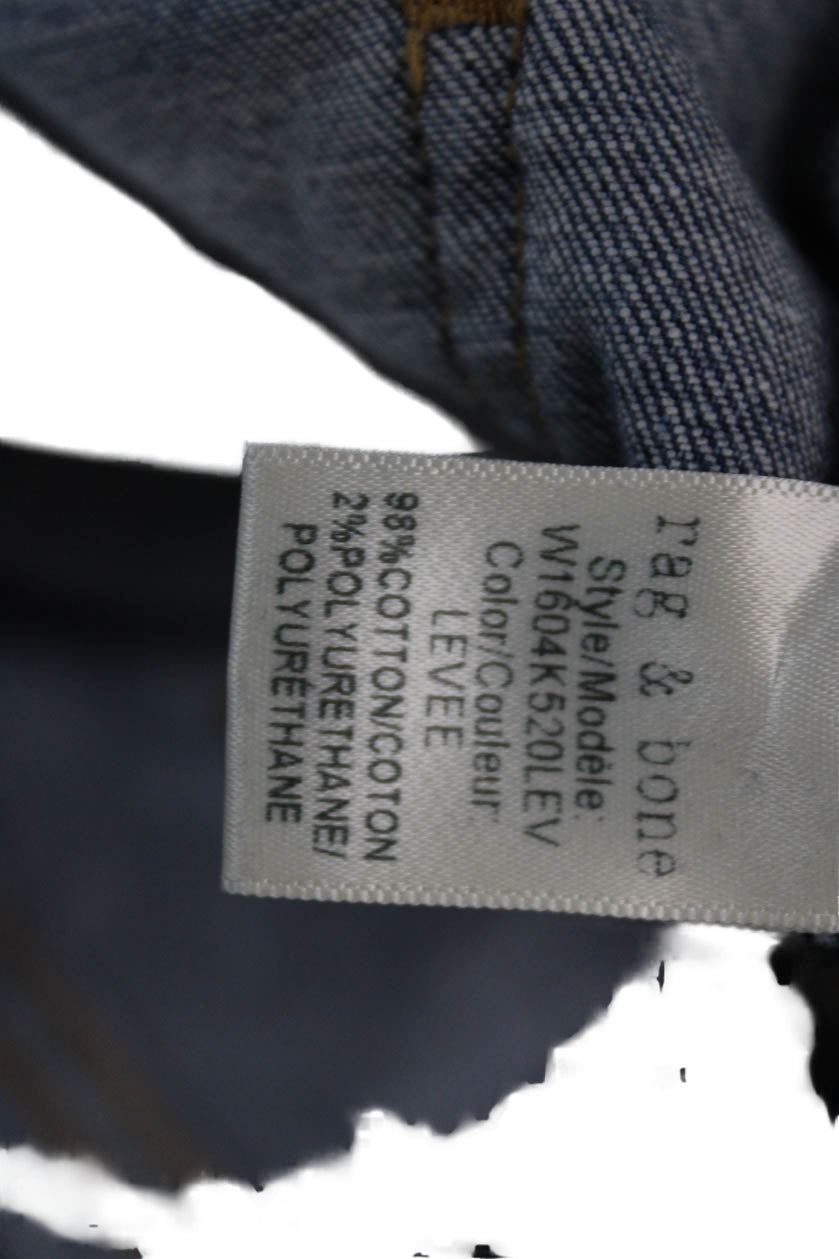 rag & bone
Style/Modèle:
W1604K520LEV
Color/Couleur:
LEVEE
98%COTTON/COTON
2%POLYURETHANE/
POLYURÉTHANE